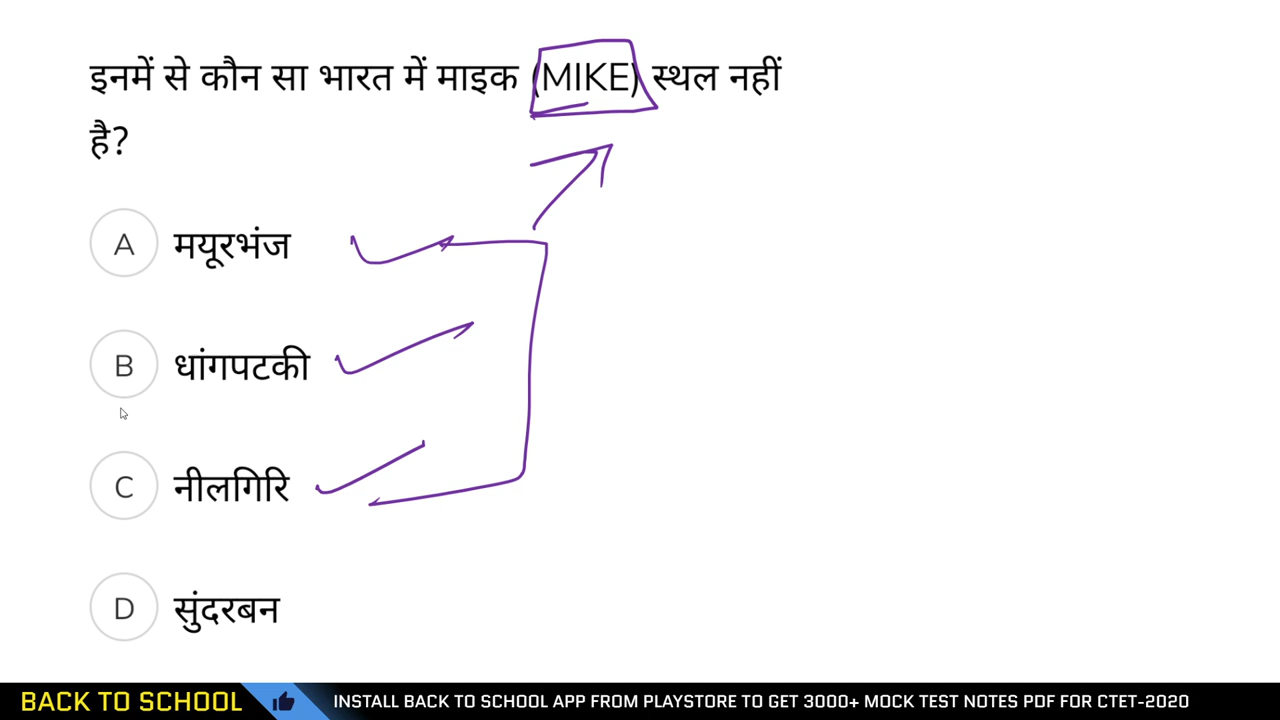 इनमें से कौन सा भारत में माइक (MIKE) स्थल नहीं
है?
A मयूरभंज
B धांगपटकी
C नीलगिरि
D सुंदरबन
BACK TO SCHOOL INSTALL BACK TO SCHOOL APP FROM PLAYSTORE TO GET 3000+ MOCK TEST NOTES PDF FOR CTET-2020